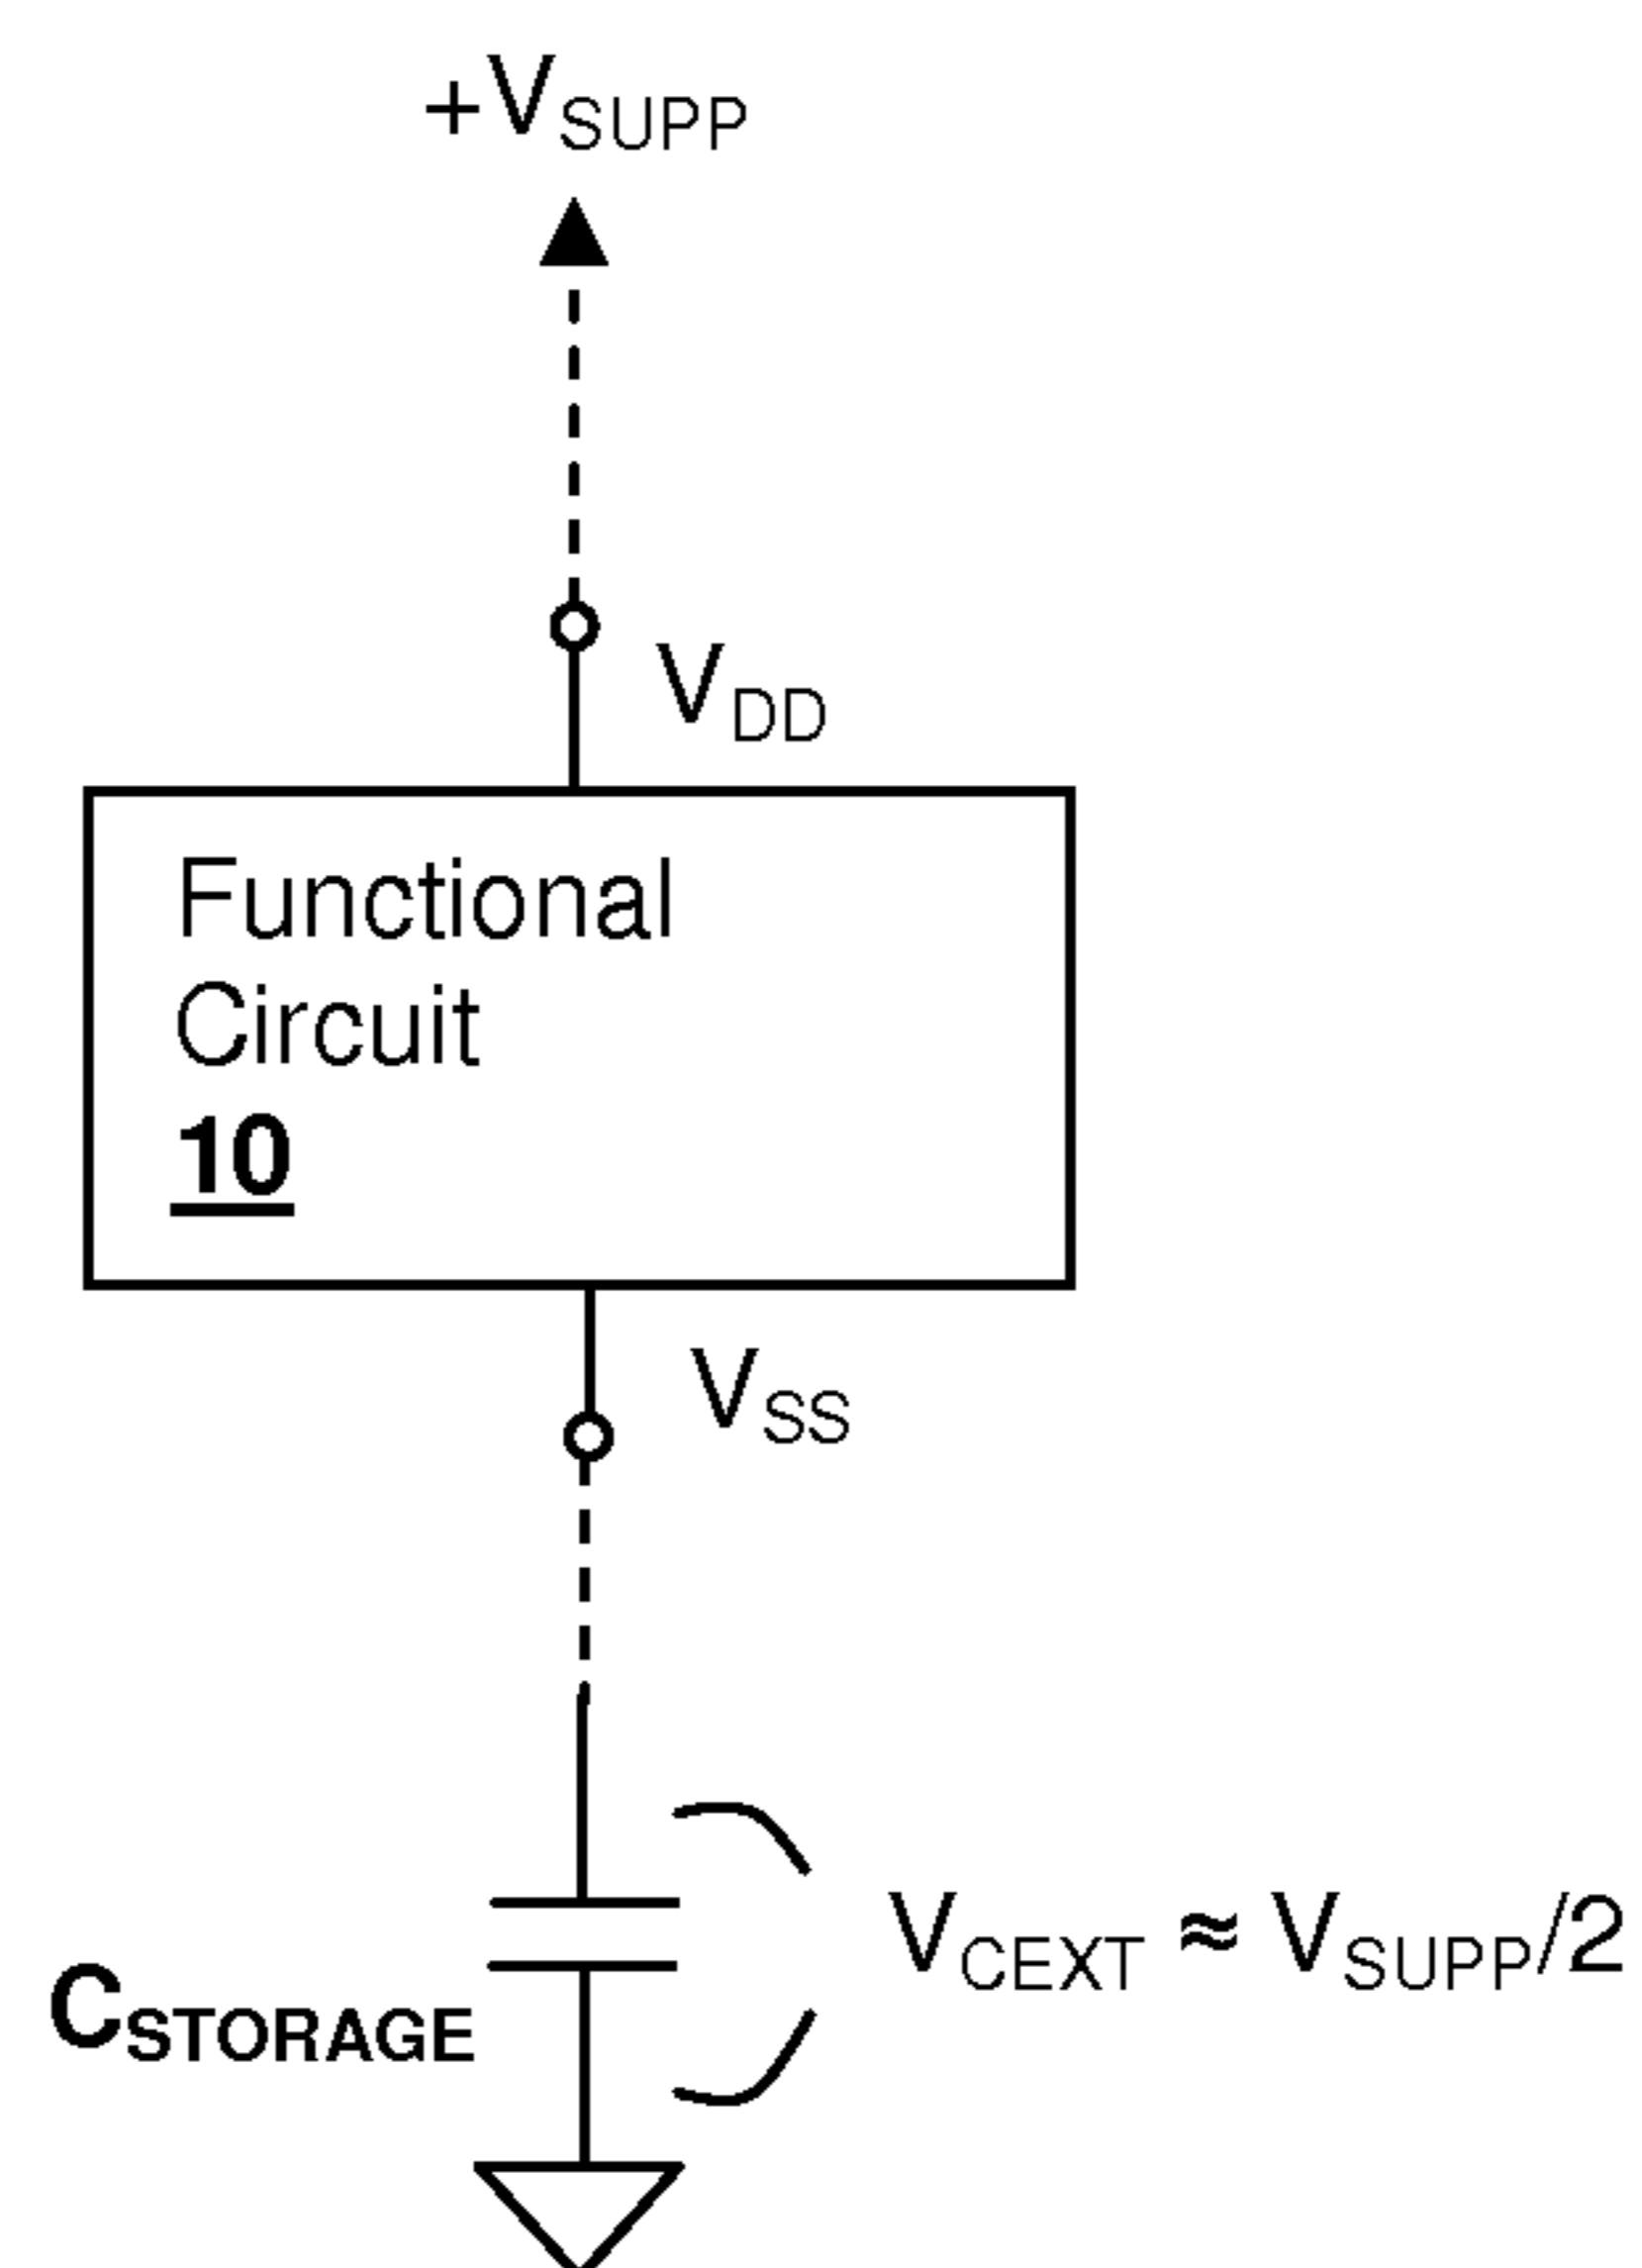 +VSUPP
VDD
Functional
Circuit
10
VSS
VCEXT ≈ VSUPP/2
CSTORAGE